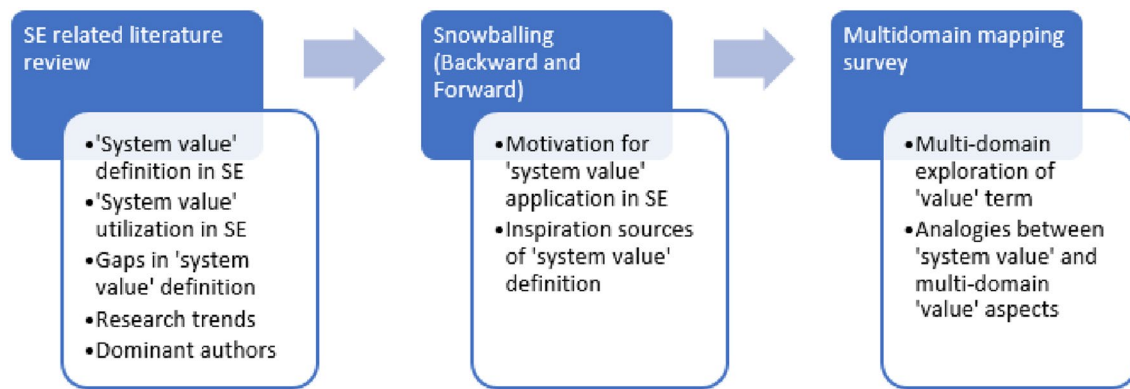 SE related literature
review
•'System value'
definition in SE
•'System value'
utilization in SE
•Gaps in 'system
value' definition
•Research trends
•Dominant authors
Snowballing
(Backward and
Forward)
•Motivation for
'system value'
application in SE
•Inspiration sources
of 'system value'
definition
Multidomain mapping
survey
•Multi-domain
exploration of
'value' term
•Analogies between
'system value' and
multi-domain
'value' aspects